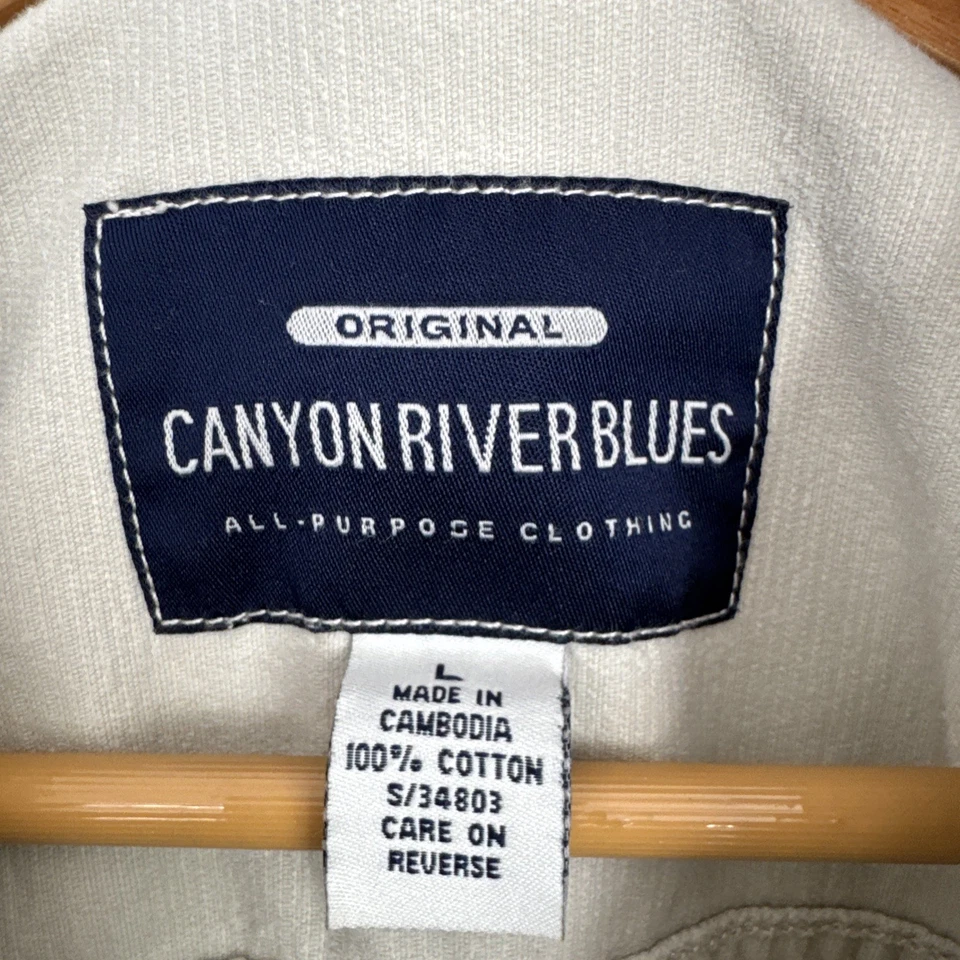 ORIGINAL
CANYON RIVER BLUES
ALL-PURPOSE CLOTHING
L
MADE IN
CAMBODIA
100% COTTON
S/34803
CARE ON
REVERSE